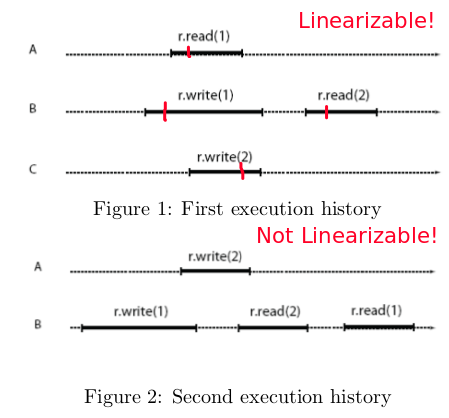 Linearizable!
r.read(1)
A
r.write(1)
r.read(2)
B
r.write(2)
C
Figure 1: First execution history
Not Linearizable!
r.write(2)
A
r.write(1)
r.read(2)
r.read(1)
B
Figure 2: Second execution history